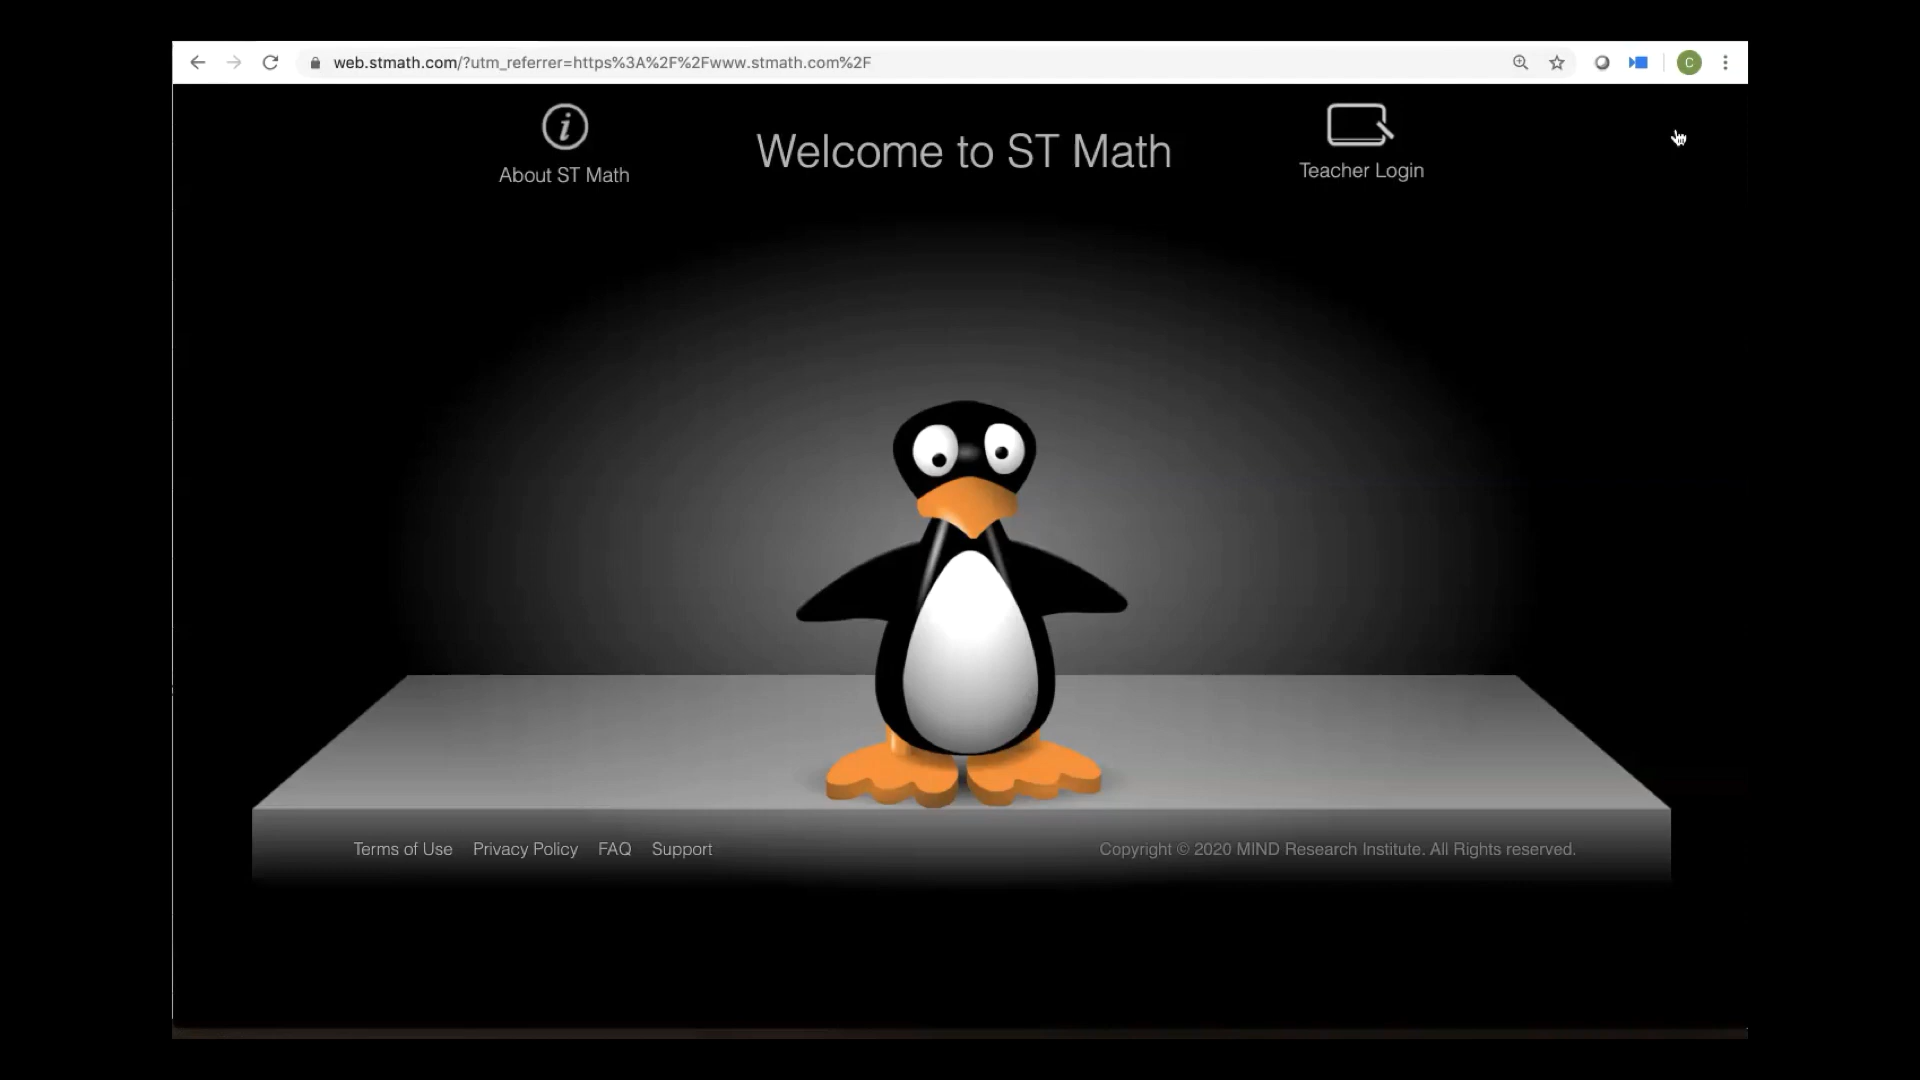 web.stmath.com/?utm_referrer=https%3A%2F%2Fwww.stmath.com%2F
C
i
About ST Math
Welcome to ST Math
Teacher Login
Terms of Use Privacy Policy FAQ Support
Copyright © 2020 MIND Research Institute. All Rights reserved.